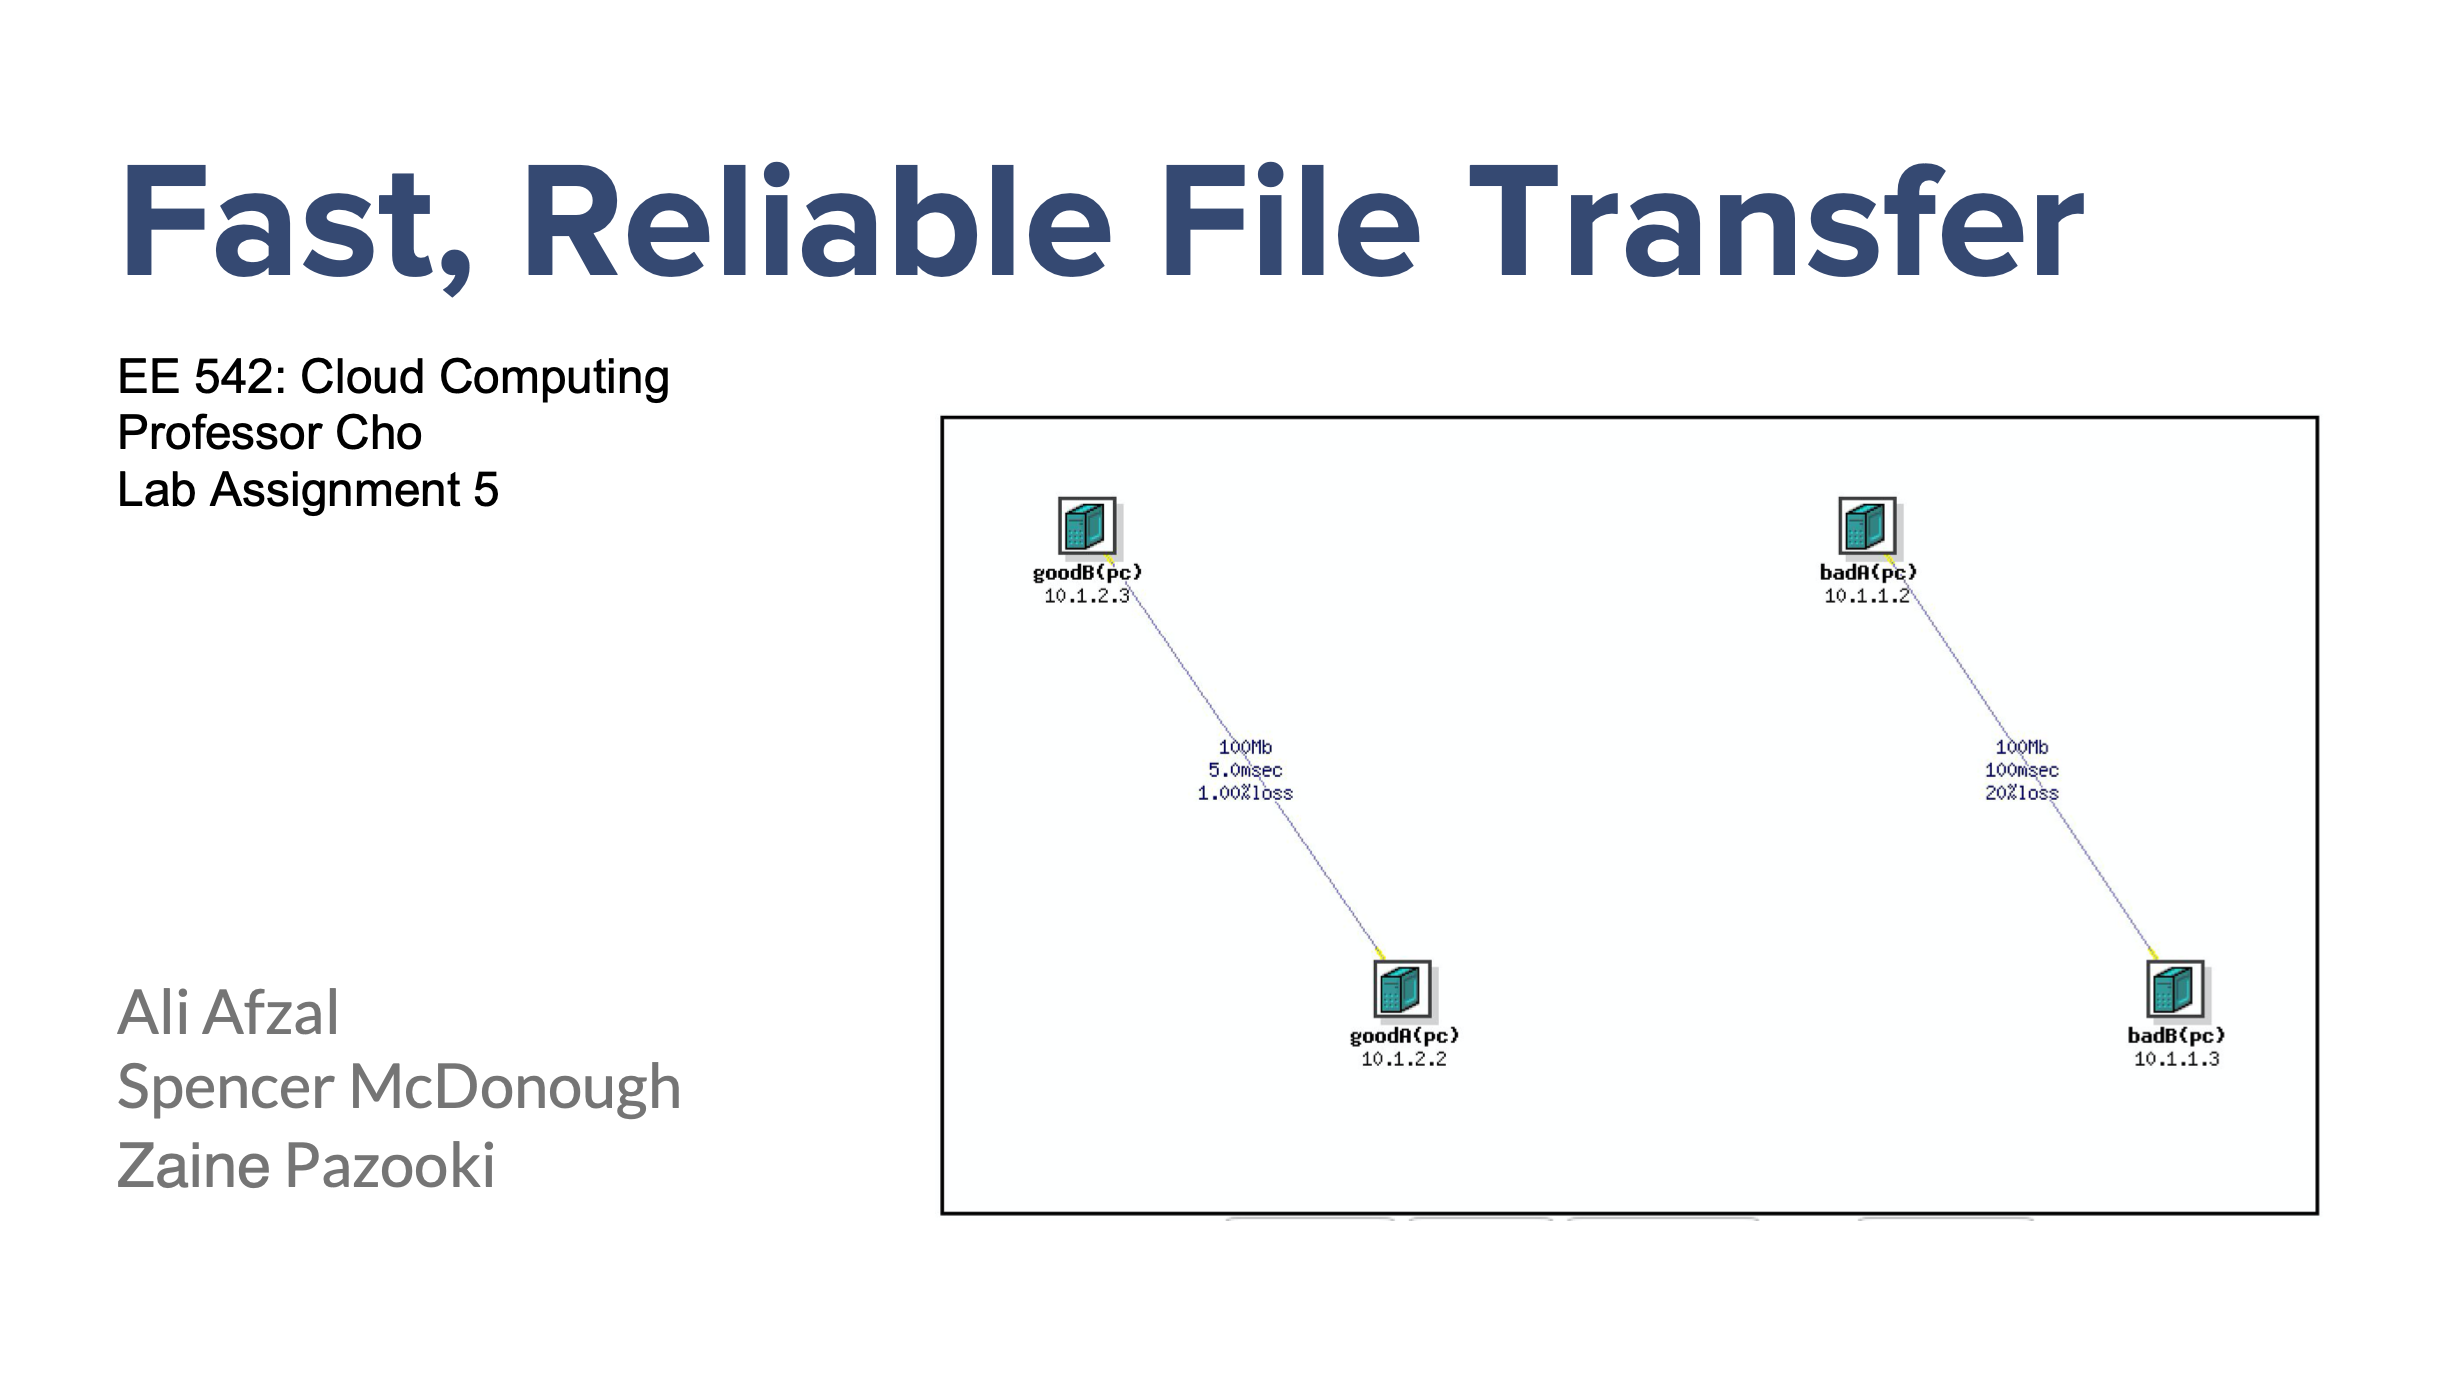 Fast, Reliable File Transfer
EE 542: Cloud Computing
Professor Cho
Lab Assignment 5
goodB(pc)
10.1.2.3
badA(pc)
10.1.1.2
100Mb
5.0msec
1.00%loss
100Mb
100msec
20%loss
goodA(pc)
10.1.2.2
badB(pc)
10.1.1.3
Ali Afzal
Spencer McDonough
Zaine Pazooki